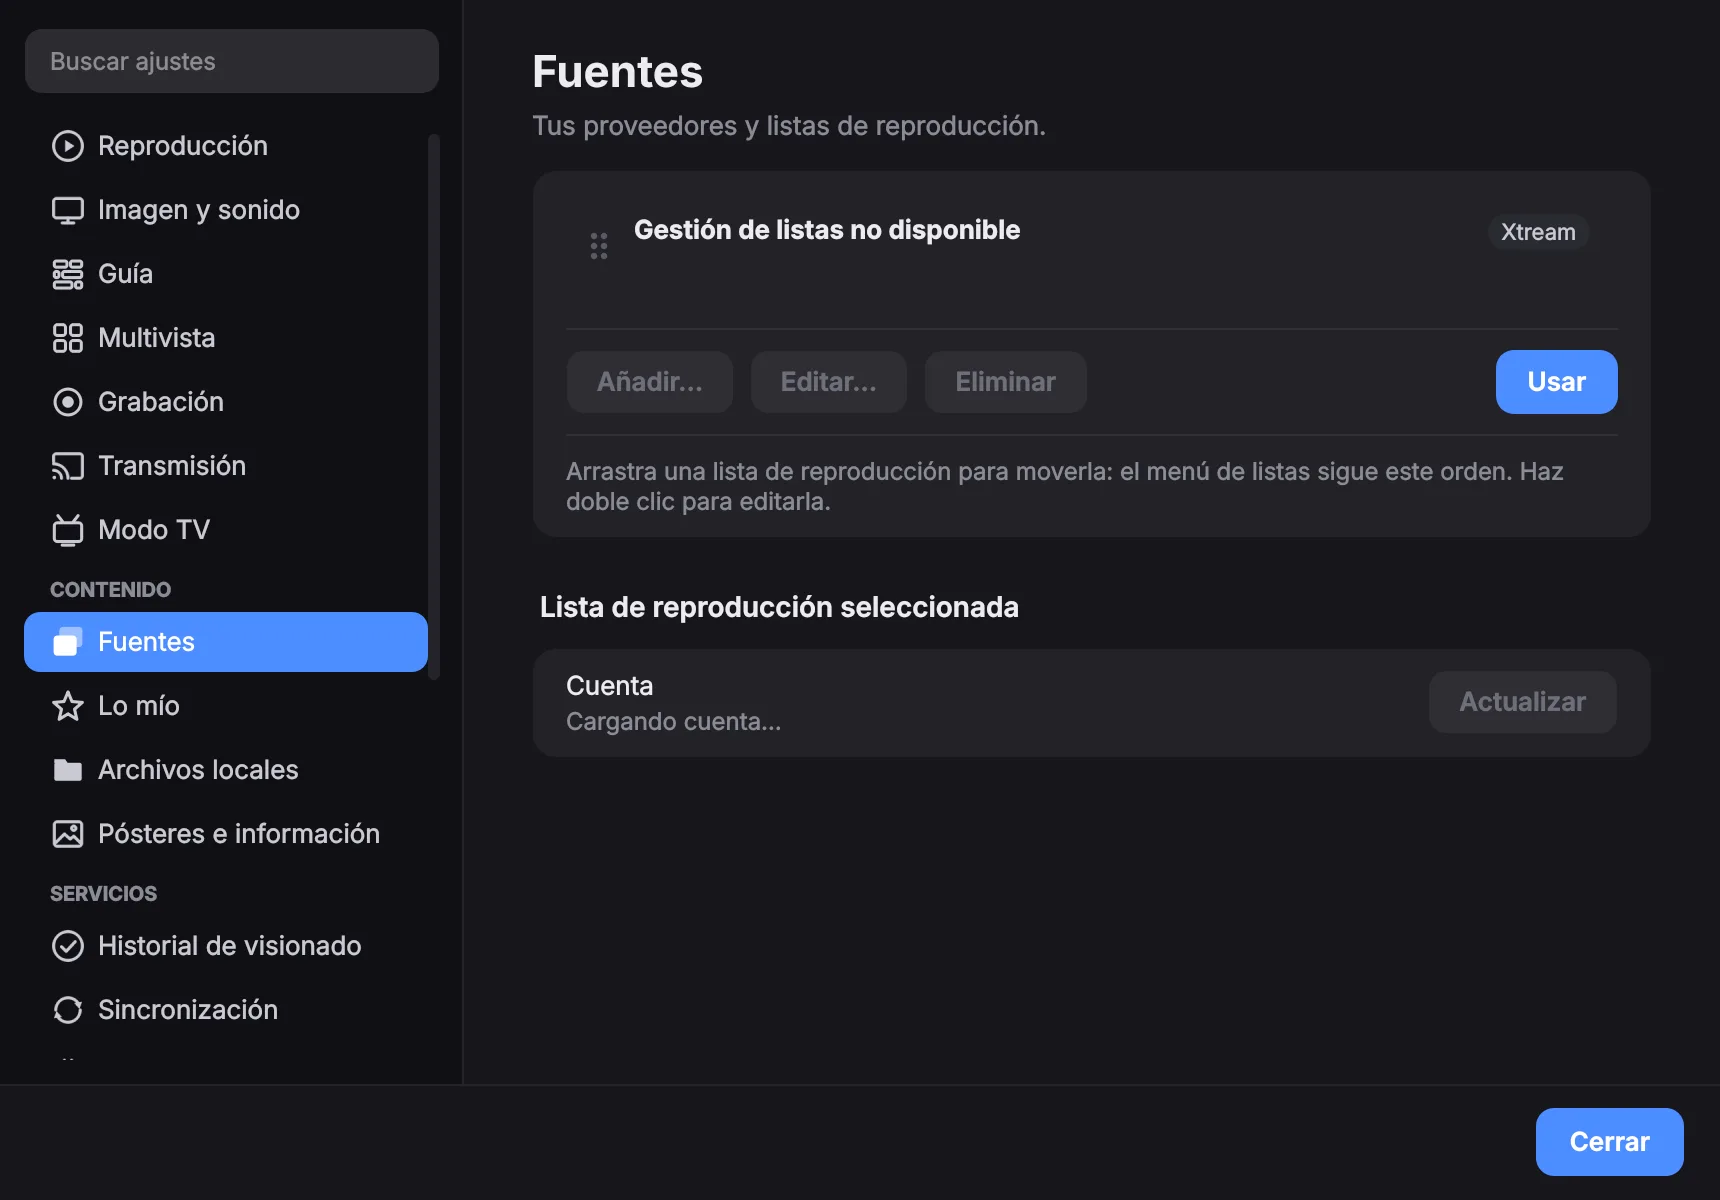 Buscar ajustes
Reproducción
Imagen y sonido
Guía
Multivista
Grabación
Transmisión
Modo TV
CONTENIDO
Fuentes
Lo mío
Archivos locales
Pósteres e información
SERVICIOS
Historial de visionado
Sincronización
Fuentes
Tus proveedores y listas de reproducción.
Gestión de listas no disponible
Xtream
Añadir...
Editar...
Eliminar
Usar
Arrastra una lista de reproducción para moverla: el menú de listas sigue este orden. Haz
doble clic para editarla.
Lista de reproducción seleccionada
Cuenta
Cargando cuenta...
Actualizar
Cerrar